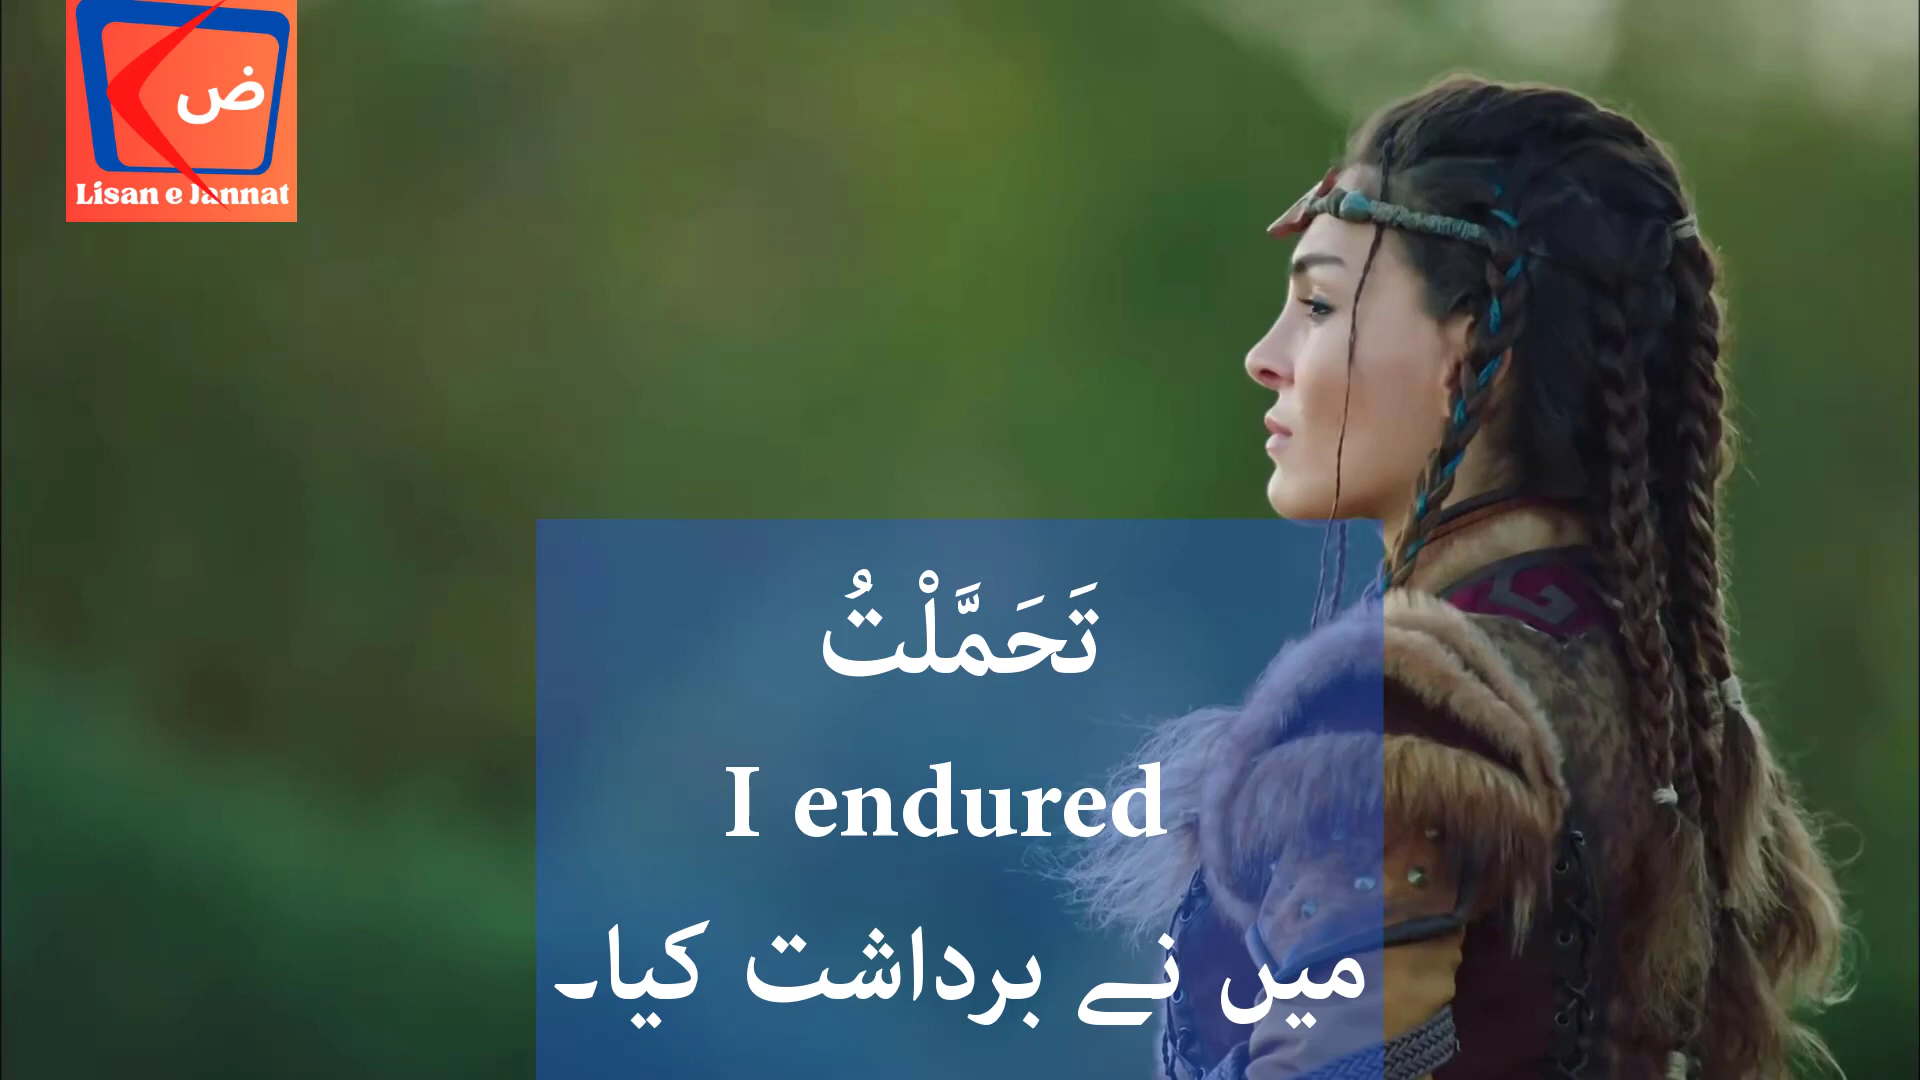 ض
Lisan e Jannat
تَحَمَّلْتُ
I endured
میں نے برداشت کیا۔